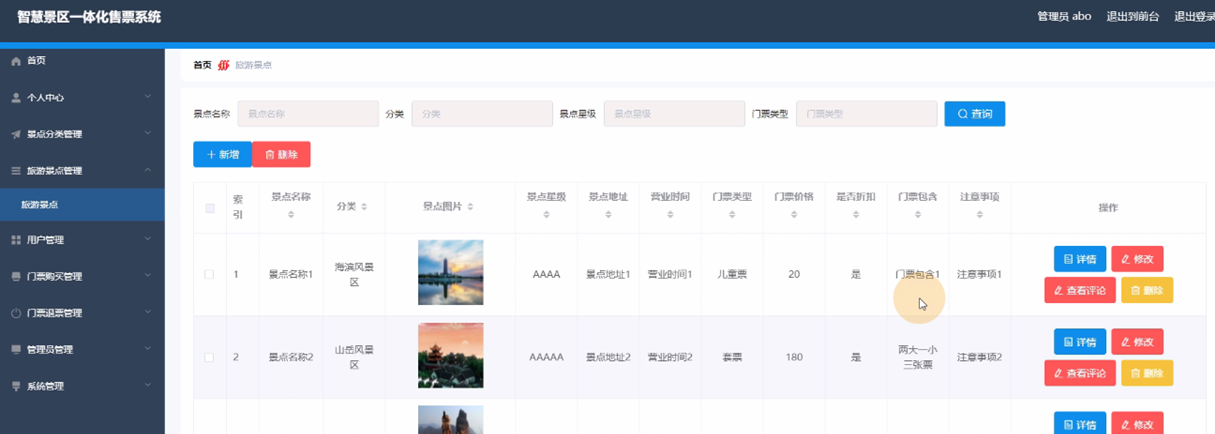 智慧景区一体化售票系统
管理员 abo 退出到前台 退出登录
首页
个人中心
景点分类管理
旅游景点管理
旅游景点
用户管理
门票购买管理
门票退票管理
管理员管理
系统管理
首页 旅游景点
景点名称 景点名称 分类 分类 景点星级 景点星级 门票类型 门票类型 查询
新增 删除
索引 景点名称 分类 景点图片 景点星级 景点地址 营业时间 门票类型 门票价格 是否折扣 门票包含 注意事项 操作
1 景点名称1 海滨风景区 AAAA 景点地址1 营业时间1 儿童票 20 是 门票包含1 注意事项1 详情 修改
查看评论 删除
2 景点名称2 山岳风景区 AAAAA 景点地址2 营业时间2 套票 180 是 两大一小三张票 注意事项2 详情 修改
查看评论 删除
详情 修改